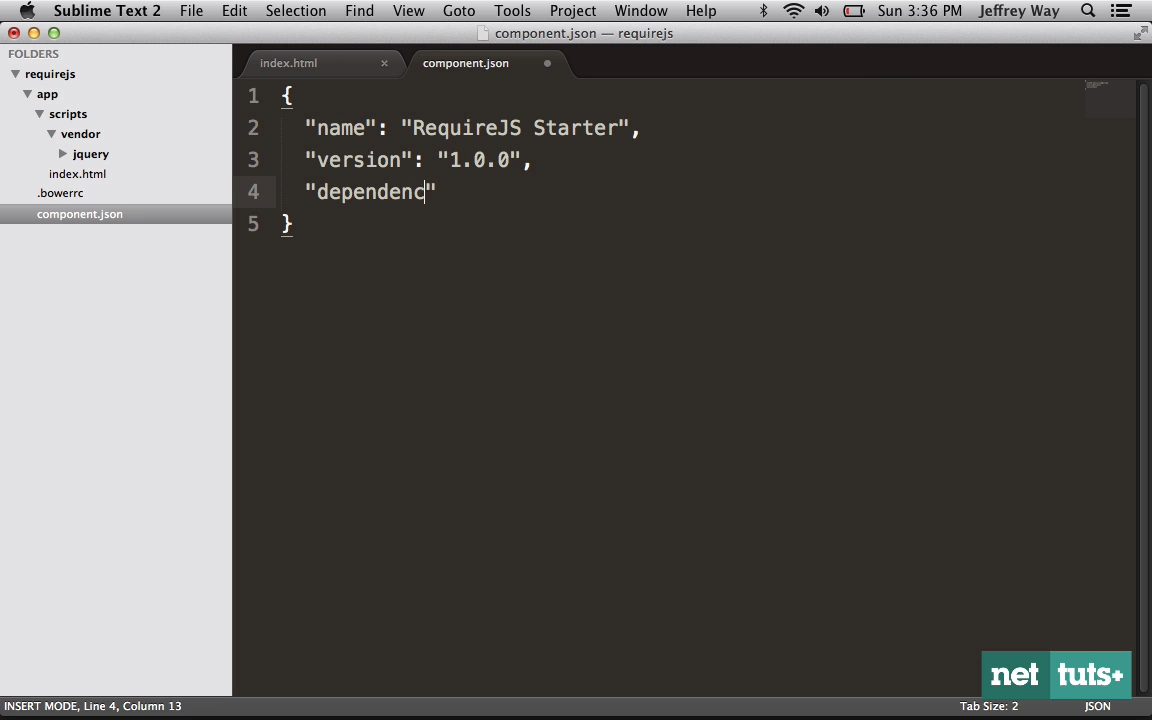 Sublime Text 2 File Edit Selection Find View Goto Tools Project Window Help Sun 3:36 PM Jeffrey Way
component.json — requirejs
FOLDERS
requirejs
app
scripts
vendor
jquery
index.html
.bowerrc
component.json
index.html × component.json
1 {
2 "name": "RequireJS Starter",
3 "version": "1.0.0",
4 "dependenc"
5 }
net tuts+
INSERT MODE, Line 4, Column 13 Tab Size: 2 JSON